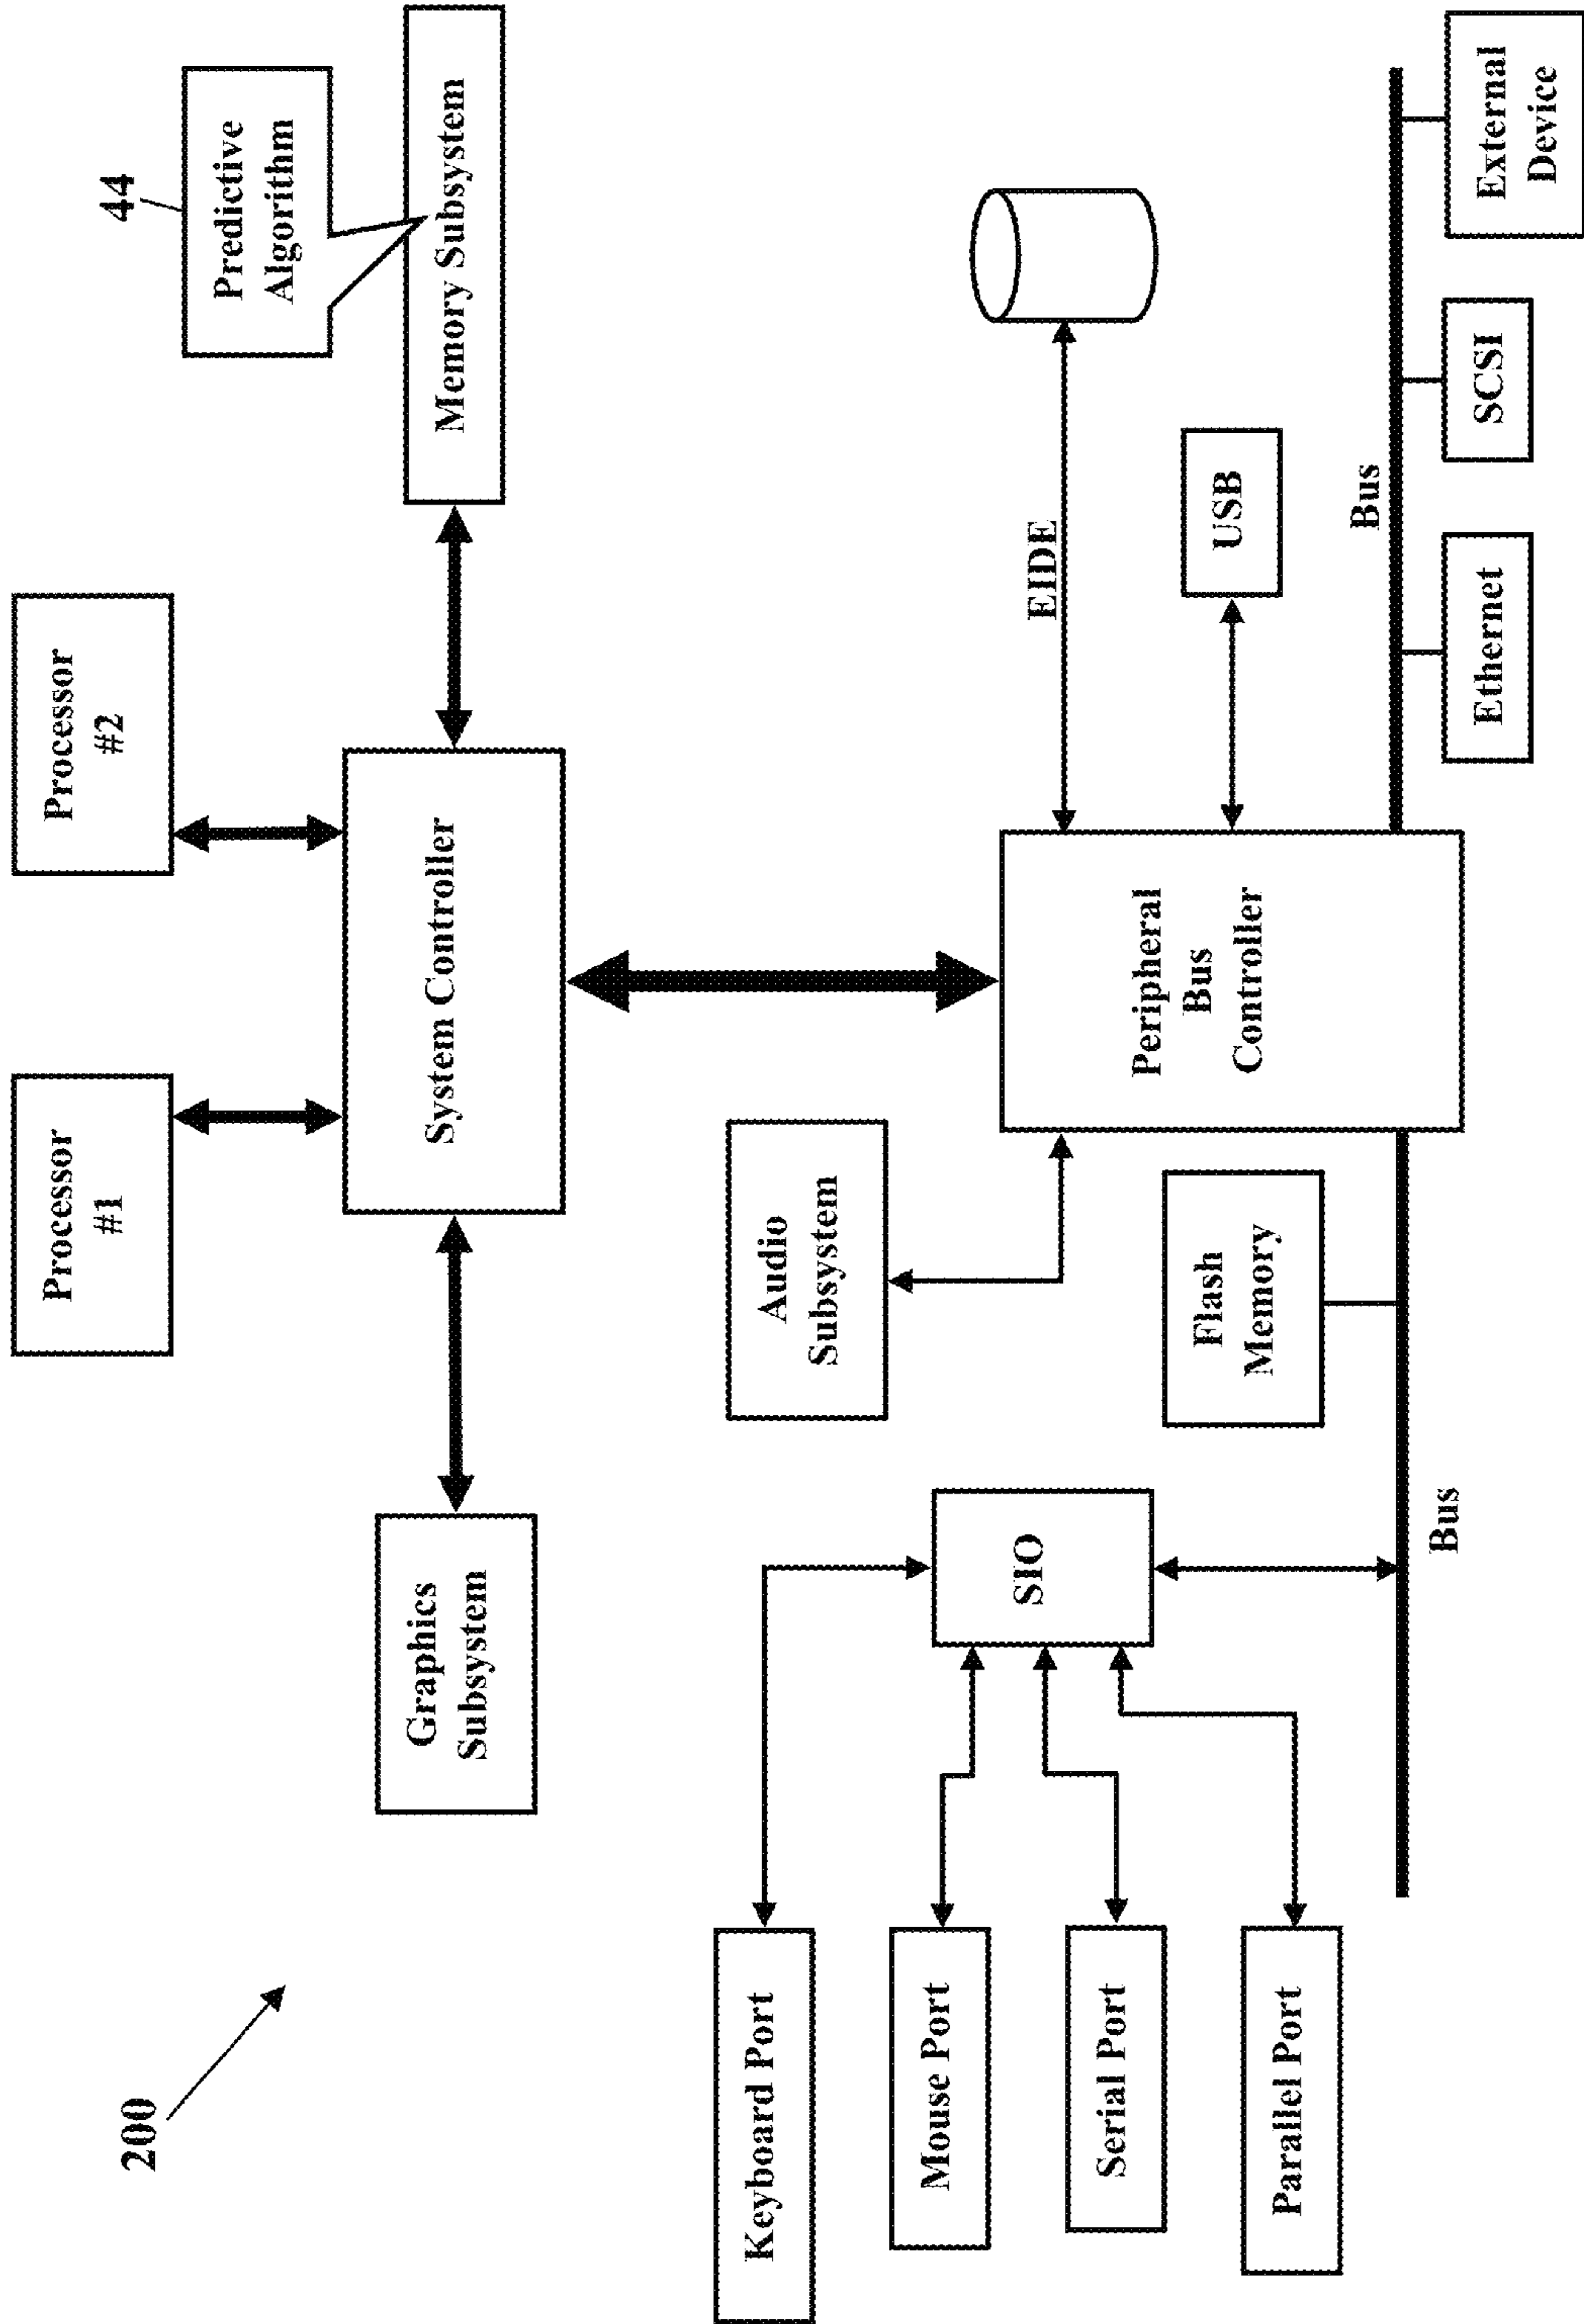 200
44
Predictive
Algorithm
Processor
#1
Processor
#2
Graphics
Subsystem
System Controller
Memory Subsystem
Keyboard Port
Mouse Port
Serial Port
Parallel Port
SIO
Audio
Subsystem
Flash
Memory
Peripheral
Bus
Controller
EIDE
USB
Bus
Bus
Ethernet
SCSI
External
Device